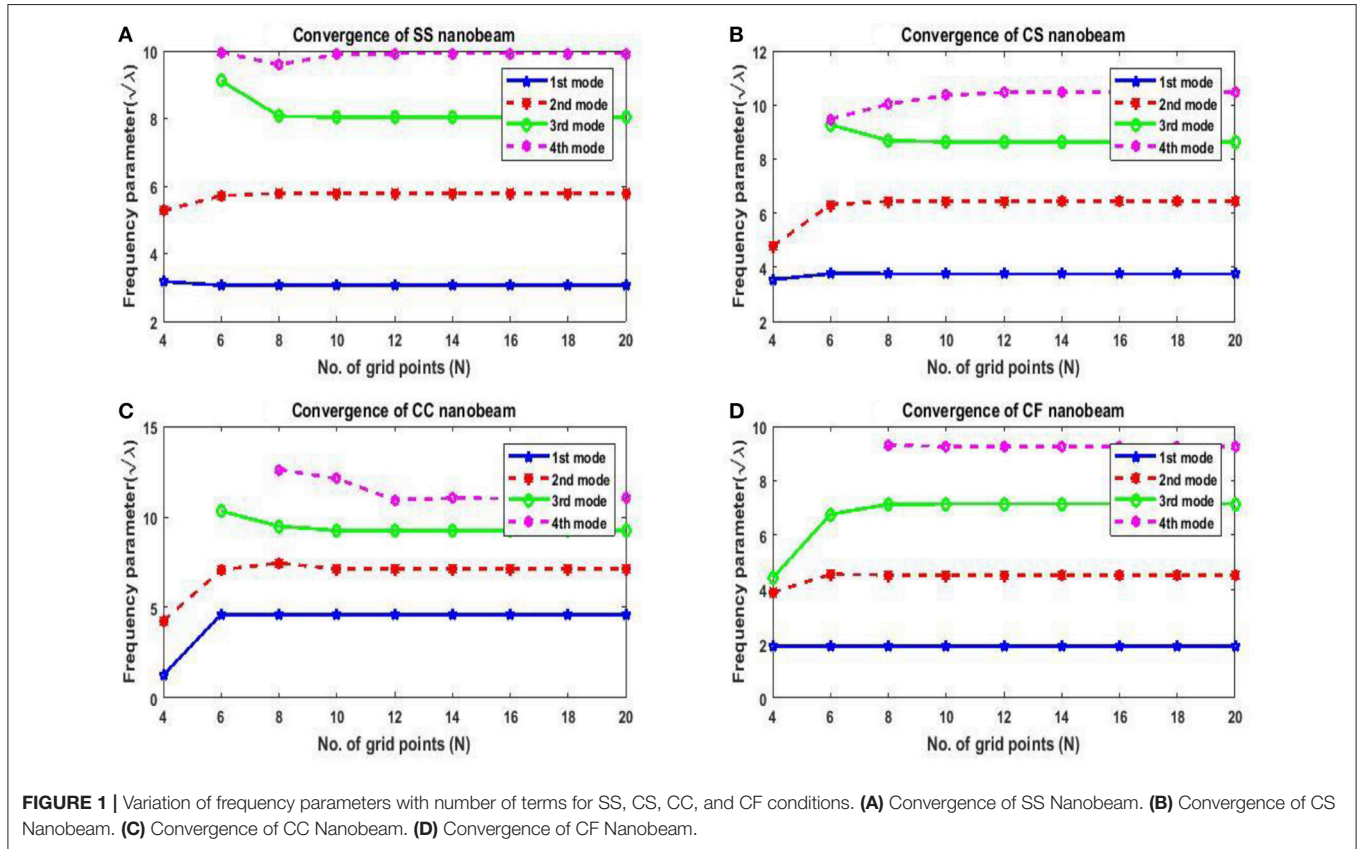 A
Convergence of SS nanobeam
Frequency parameter(√λ)
10
8
6
4
2
1st mode
2nd mode
3rd mode
4th mode
4 6 8 10 12 14 16 18 20
No. of grid points (N)
B
Convergence of CS nanobeam
Frequency parameter(√λ)
12
10
8
6
4
2
1st mode
2nd mode
3rd mode
4th mode
4 6 8 10 12 14 16 18 20
No. of grid points (N)
C
Convergence of CC nanobeam
Frequency parameter(√λ)
15
10
5
0
1st mode
2nd mode
3rd mode
4th mode
4 6 8 10 12 14 16 18 20
No. of grid points (N)
D
Convergence of CF nanobeam
Frequency parameter(√λ)
10
8
6
4
2
0
1st mode
2nd mode
3rd mode
4th mode
4 6 8 10 12 14 16 18 20
No. of grid points (N)
FIGURE 1 | Variation of frequency parameters with number of terms for SS, CS, CC, and CF conditions. (A) Convergence of SS Nanobeam. (B) Convergence of CS
Nanobeam. (C) Convergence of CC Nanobeam. (D) Convergence of CF Nanobeam.